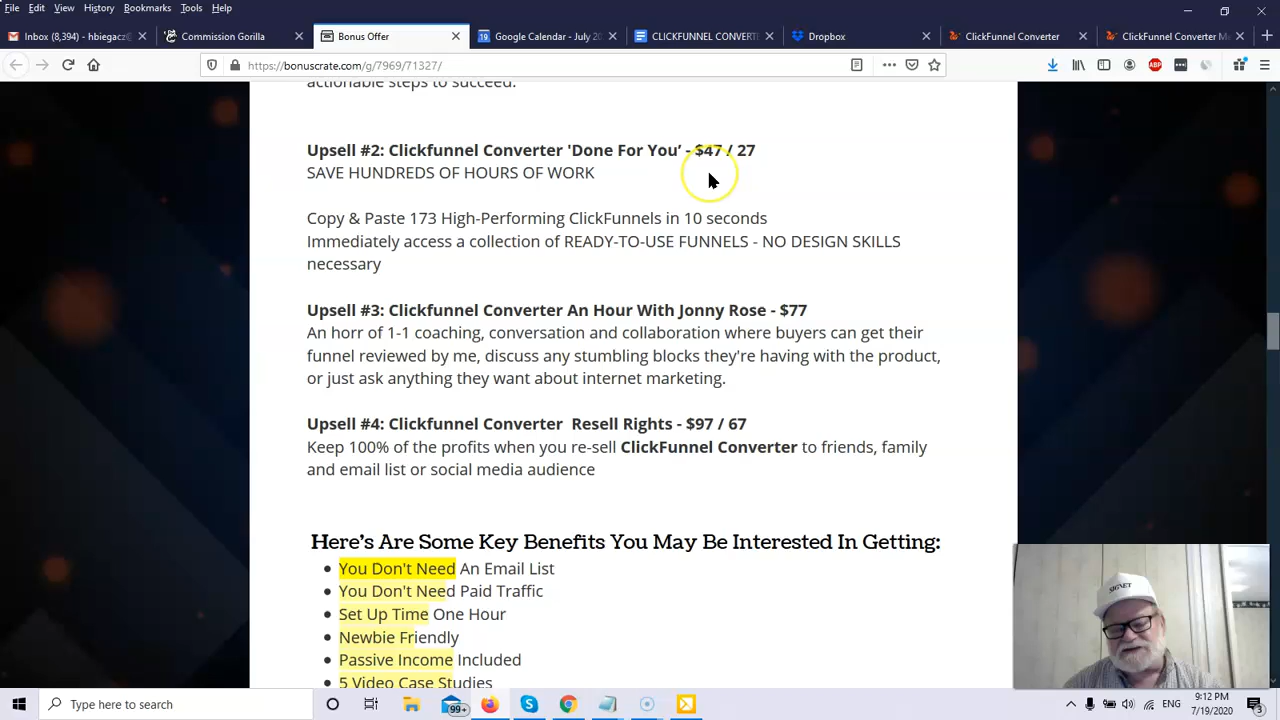 File Edit View History Bookmarks Tools Help
Gmail Inbox (8,394) - hbiegacz@
Commission Gorilla
Bonus Offer
Google Calendar - July 20
CLICKFUNNEL CONVERTE
Dropbox
ClickFunnel Converter
ClickFunnel Converter Me
https://bonuscrate.com/g/7969/71327/
ABP
actionable steps to succeed.
Upsell #2: Clickfunnel Converter 'Done For You’ - $47 / 27
SAVE HUNDREDS OF HOURS OF WORK
Copy & Paste 173 High-Performing ClickFunnels in 10 seconds
Immediately access a collection of READY-TO-USE FUNNELS - NO DESIGN SKILLS
necessary
Upsell #3: Clickfunnel Converter An Hour With Jonny Rose - $77
An horr of 1-1 coaching, conversation and collaboration where buyers can get their
funnel reviewed by me, discuss any stumbling blocks they're having with the product,
or just ask anything they want about internet marketing.
Upsell #4: Clickfunnel Converter  Resell Rights - $97 / 67
Keep 100% of the profits when you re-sell ClickFunnel Converter to friends, family
and email list or social media audience
Here’s Are Some Key Benefits You May Be Interested In Getting:
You Don't Need An Email List
You Don't Need Paid Traffic
Set Up Time One Hour
Newbie Friendly
Passive Income Included
5 Video Case Studies
Type here to search
99+
ENG
9:12 PM
7/19/2020
3